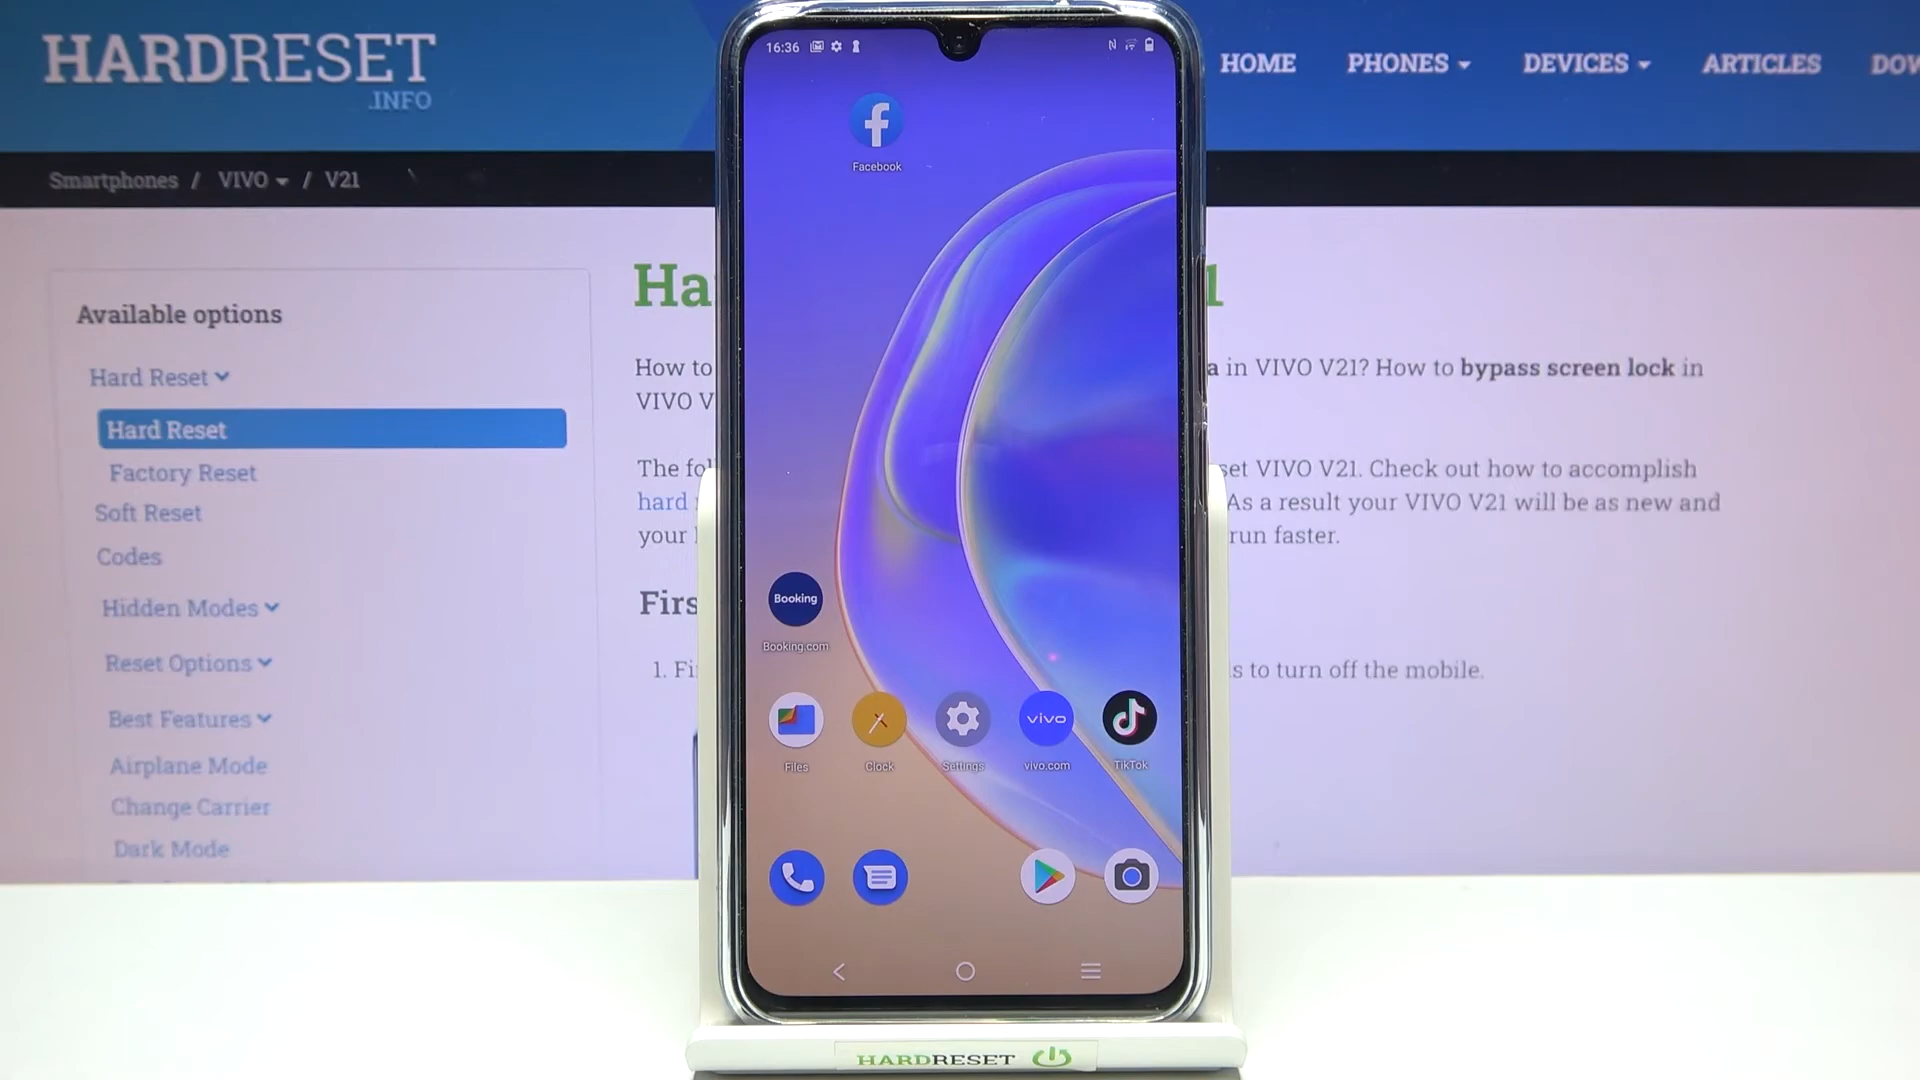 HARDRESET
.INFO
HOME PHONES DEVICES ARTICLES DOW
Smartphones / VIVO / V21
Available options
Hard Reset
Hard Reset
Factory Reset
Soft Reset
Codes
Hidden Modes
Reset Options
Best Features
Airplane Mode
Change Carrier
Dark Mode
Ha
1
How to
a in VIVO V21? How to bypass screen lock in
VIVO V
The fol
set VIVO V21. Check out how to accomplish
hard
As a result your VIVO V21 will be as new and
your
run faster.
Firs
1. Fi
s to turn off the mobile.
16:36
Facebook
Booking
Booking.com
vivo
Files Clock Settings vivo.com TikTok
HARDRESET